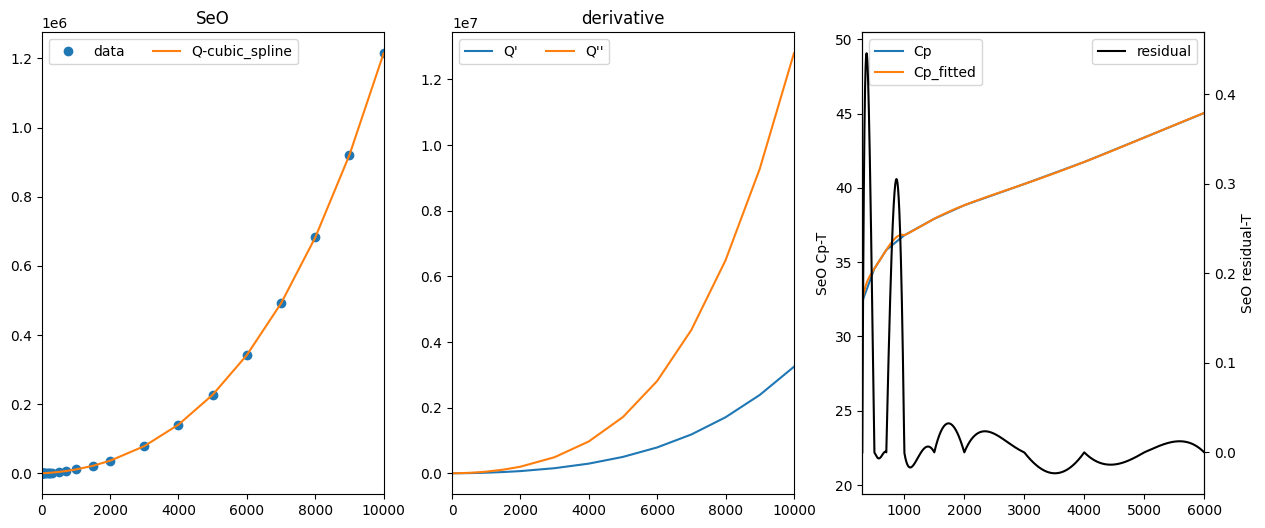 SeO
1e6
data
Q-cubic_spline
1.2
1.0
0.8
0.6
0.4
0.2
0.0
0 2000 4000 6000 8000 10000
derivative
1e7
Q'
Q''
1.2
1.0
0.8
0.6
0.4
0.2
0.0
0 2000 4000 6000 8000 10000
Cp
Cp_fitted
residual
SeO Cp-T
50
45
40
35
30
25
20
1000 2000 3000 4000 5000 6000
0.4
0.3
0.2
0.1
0.0
SeO residual-T